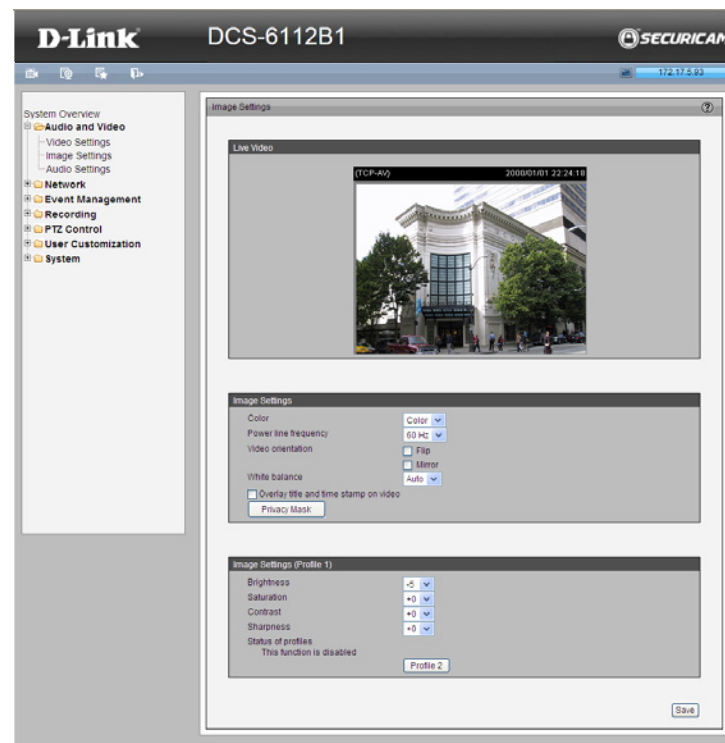 D-Link
DCS-6112B1
SECURICAM
172.17.5.93
System Overview
Audio and Video
Video Settings
Image Settings
Audio Settings
Network
Event Management
Recording
PTZ Control
User Customization
System
Image Settings
?
Live Video
(TCP-AV) 2000/01/01 22:24:18
Image Settings
Color Color
Power line frequency 60 Hz
Video orientation Flip
Mirror
White balance Auto
Overlay title and time stamp on video
Privacy Mask
Image Settings (Profile 1)
Brightness -5
Saturation +0
Contrast +0
Sharpness +0
Status of profiles
This function is disabled
Profile 2
Save